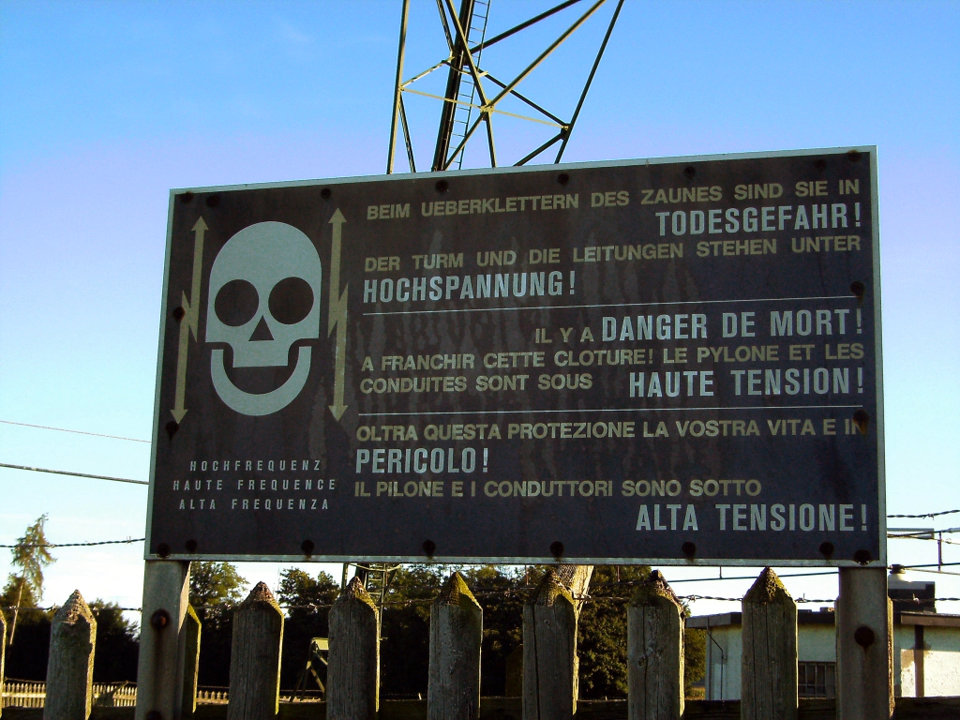 BEIM UEBERKLETTERN DES ZAUNES SIND SIE IN
TODESGEFAHR!
DER TURM UND DIE LEITUNGEN STEHEN UNTER
HOCHSPANNUNG!
IL Y A DANGER DE MORT!
A FRANCHIR CETTE CLOTURE! LE PYLONE ET LES
CONDUITES SONT SOUS HAUTE TENSION!
OLTRA QUESTA PROTEZIONE LA VOSTRA VITA E IN
PERICOLO!
IL PILONE E I CONDUTTORI SONO SOTTO
ALTA TENSIONE!
HOCHFREQUENZ
HAUTE FREQUENCE
ALTA FREQUENZA